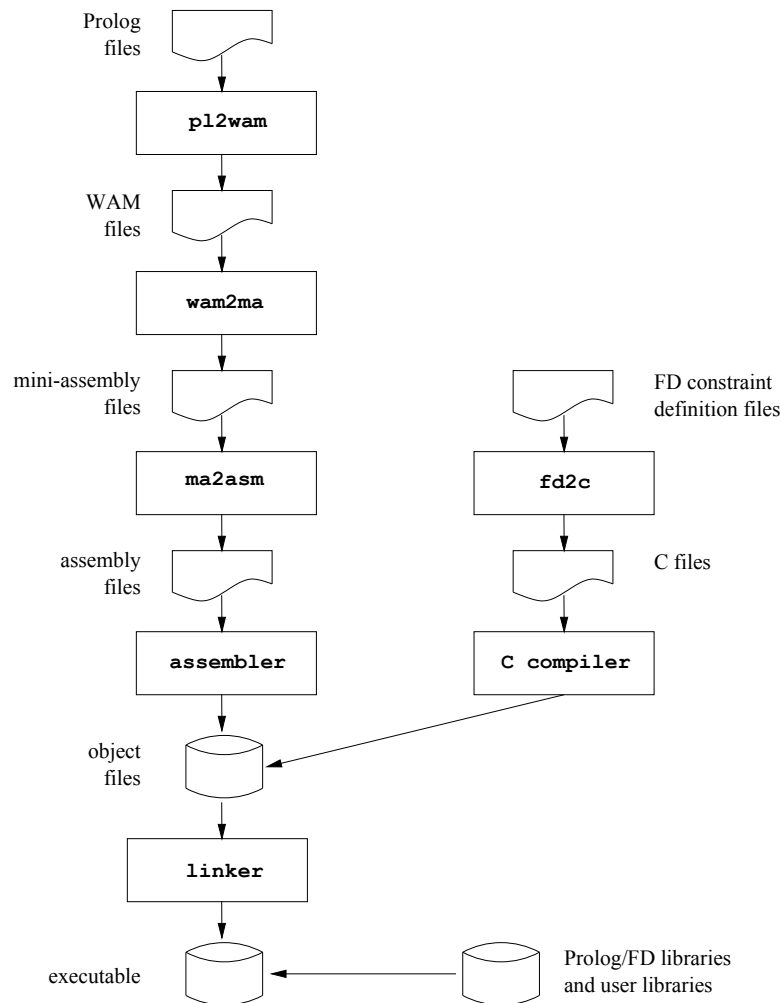 Prolog
files
pl2wam
WAM
files
wam2ma
mini-assembly
files
FD constraint
definition files
ma2asm
fd2c
assembly
files
C files
assembler
C compiler
object
files
linker
executable
Prolog/FD libraries
and user libraries